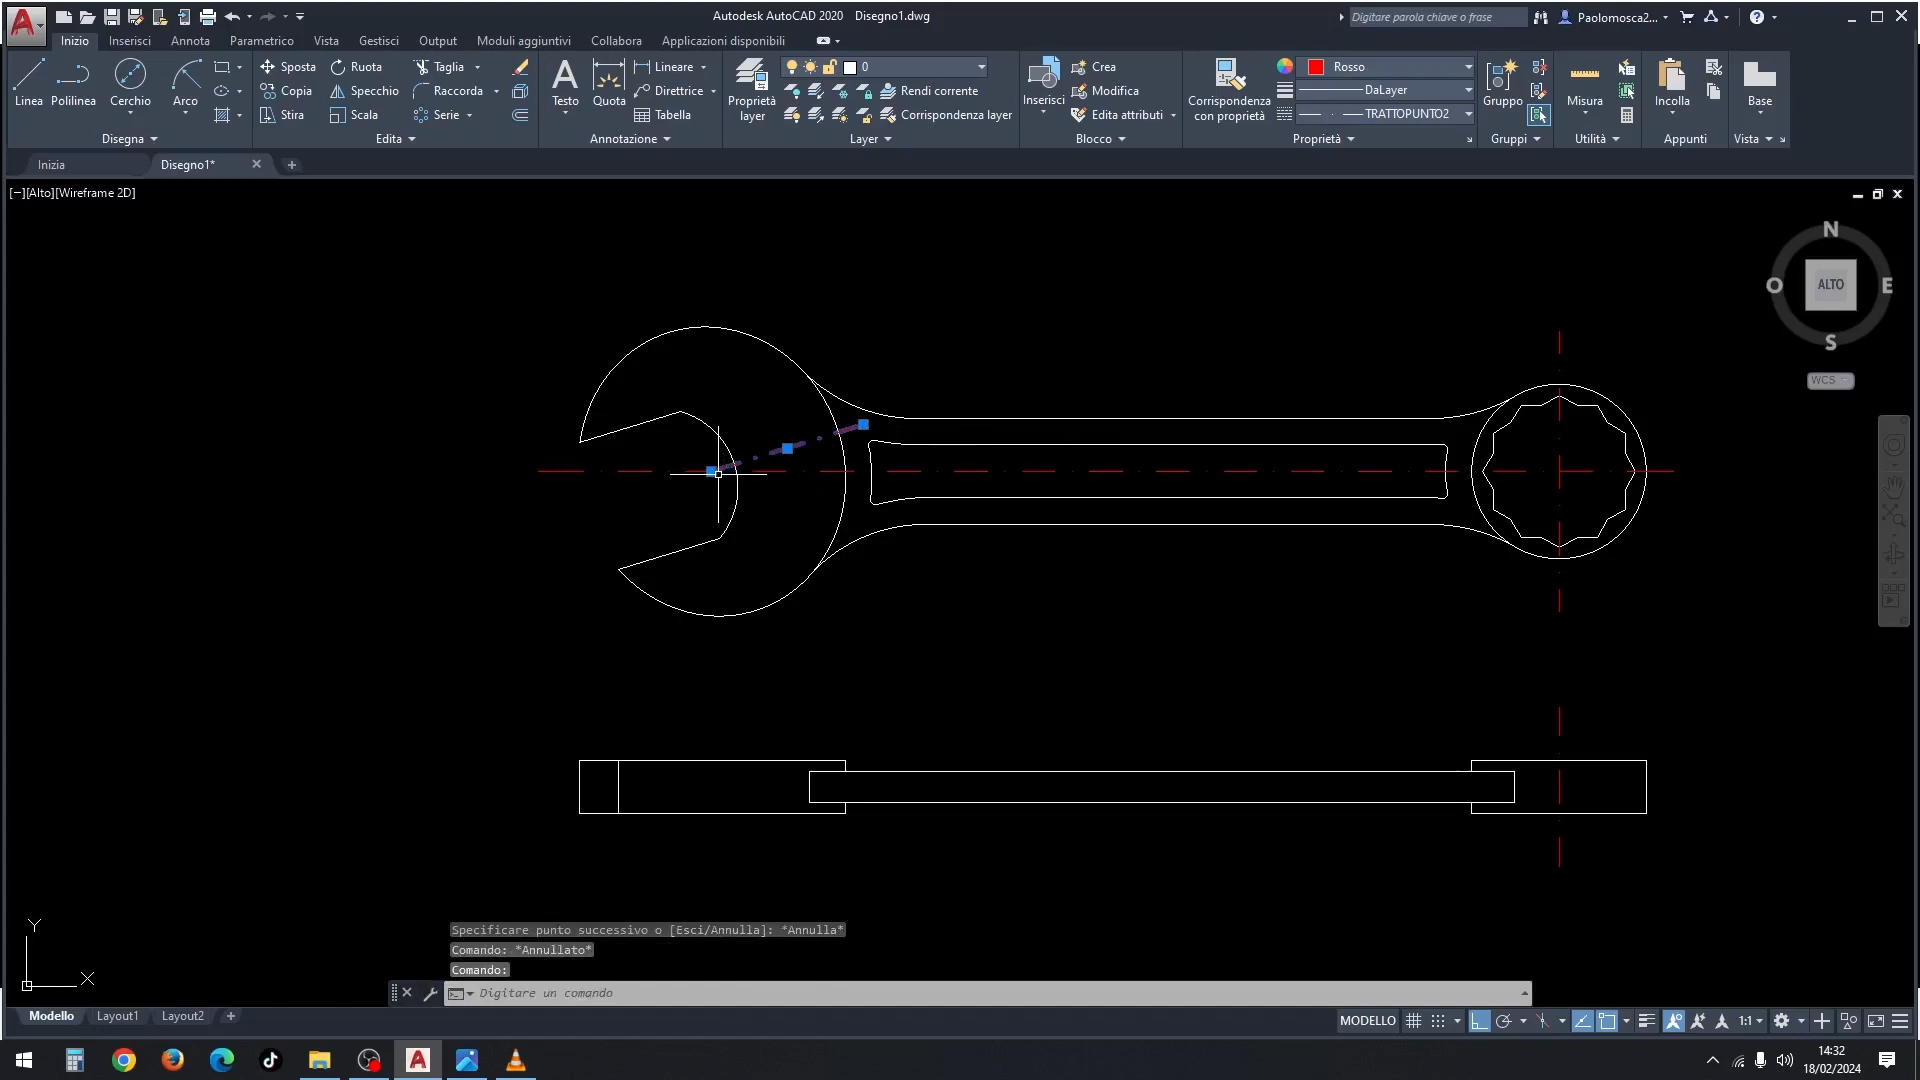 Autodesk AutoCAD 2020 Disegno1.dwg
Digitare parola chiave o frase
Paolomosca2...
Inizio Inserisci Annota Parametrico Vista Gestisci Output Moduli aggiuntivi Collabora Applicazioni disponibili
Linea Polilinea Cerchio Arco
Sposta Ruota Taglia
Copia Specchio Raccorda
Stira Scala Serie
Testo Quota
Lineare
Direttrice
Tabella
Proprietà
layer
0
Rendi corrente
Corrispondenza layer
Inserisci
Crea
Modifica
Edita attributi
Corrispondenza
con proprietà
Rosso
DaLayer
TRATTOPUNTO2
Gruppo
Misura
Incolla
Base
Disegna Edita Annotazione Layer Blocco Proprietà Gruppi Utilità Appunti Vista
Inizia Disegno1*
[−][Alto][Wireframe 2D]
N
O ALTO E
S
WCS
Y
X
Specificare punto successivo o [Esci/Annulla]: *Annulla*
Comando: *Annullato*
Comando:
Digitare un comando
Modello Layout1 Layout2 +
MODELLO 1:1
14:32
18/02/2024